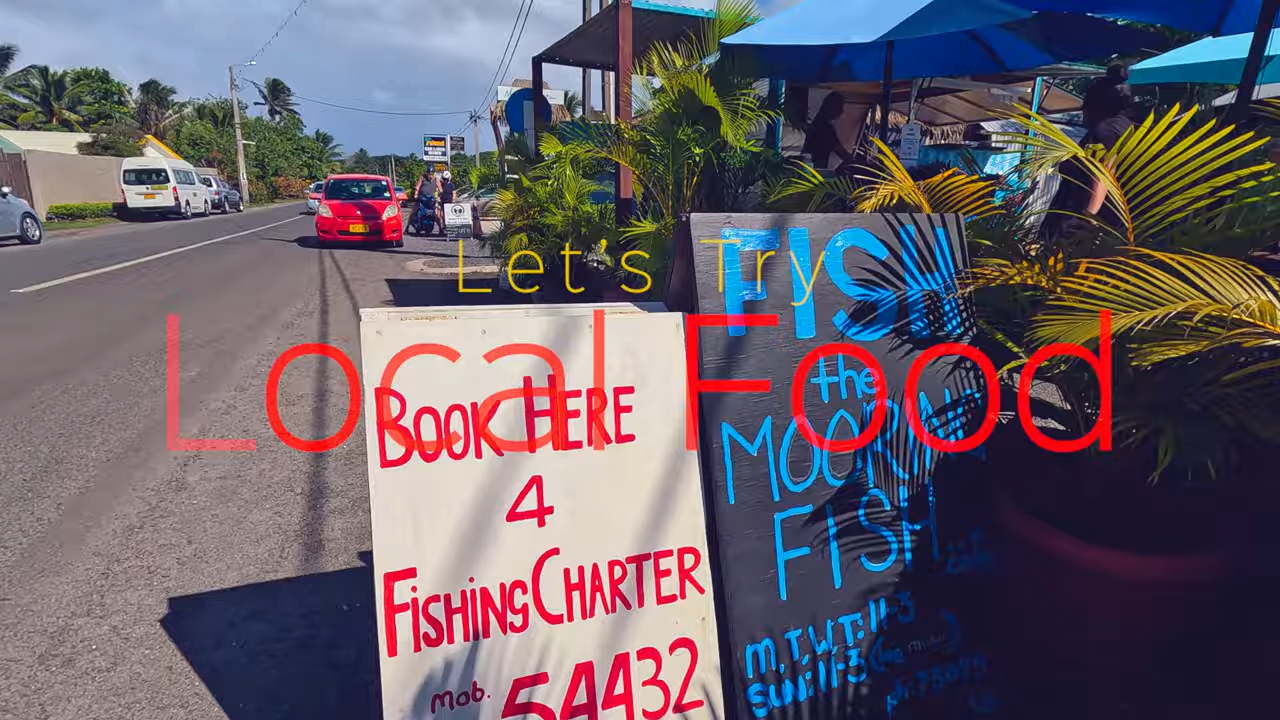 Let's Try
Local Food
BOOK HERE
4
FISHING CHARTER
mob. 54432
FISH
the
MOORING
FISH
M,T,W,T: 11-3
SUN: 11-3